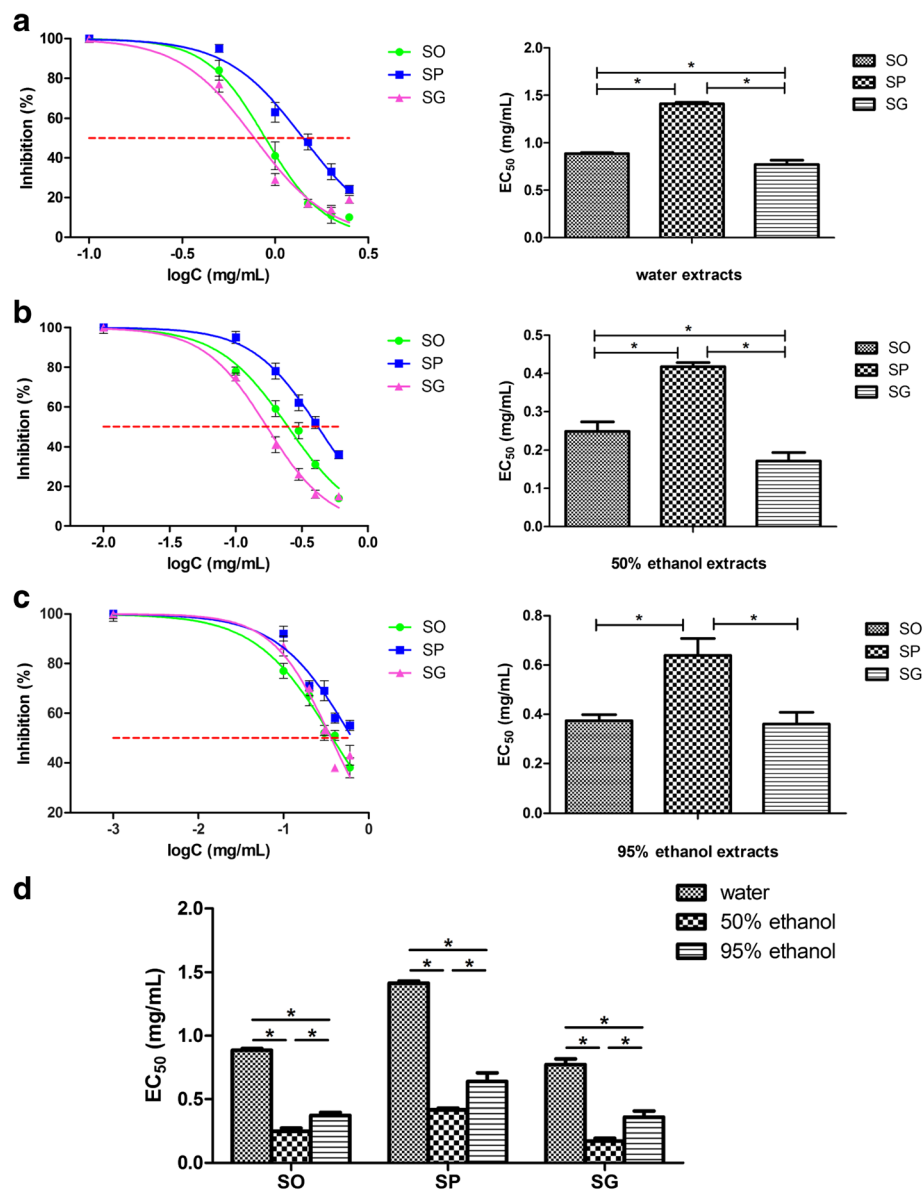 a
100
80
60
40
20
0
Inhibition (%)
-1.0
-0.5
0.0
0.5
logC (mg/mL)
SO
SP
SG
2.0
1.5
1.0
0.5
0.0
EC50 (mg/mL)
*
*
*
water extracts
SO
SP
SG
b
100
80
60
40
20
0
Inhibition (%)
-2.0
-1.5
-1.0
-0.5
0.0
logC (mg/mL)
SO
SP
SG
0.5
0.4
0.3
0.2
0.1
0.0
EC50 (mg/mL)
*
*
*
50% ethanol extracts
SO
SP
SG
c
100
80
60
40
20
Inhibition (%)
-3
-2
-1
0
logC (mg/mL)
SO
SP
SG
0.8
0.6
0.4
0.2
0.0
EC50 (mg/mL)
*
*
95% ethanol extracts
SO
SP
SG
d
water
50% ethanol
95% ethanol
2.0
1.5
1.0
0.5
0.0
EC50 (mg/mL)
*
* *
*
* *
*
* *
SO
SP
SG